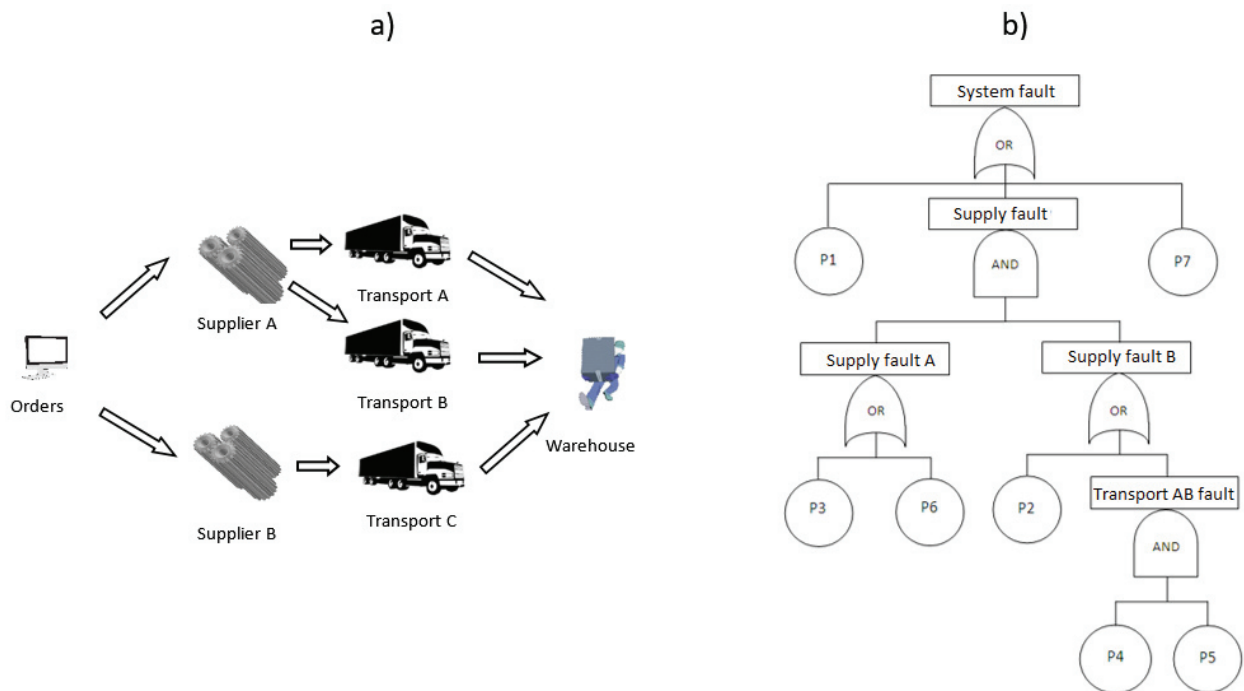 a)
Orders
Supplier A
Transport A
Transport B
Supplier B
Transport C
Warehouse
b)
System fault
OR
P1
Supply fault
P7
AND
Supply fault A
Supply fault B
OR
OR
P3
P6
P2
Transport AB fault
AND
P4
P5